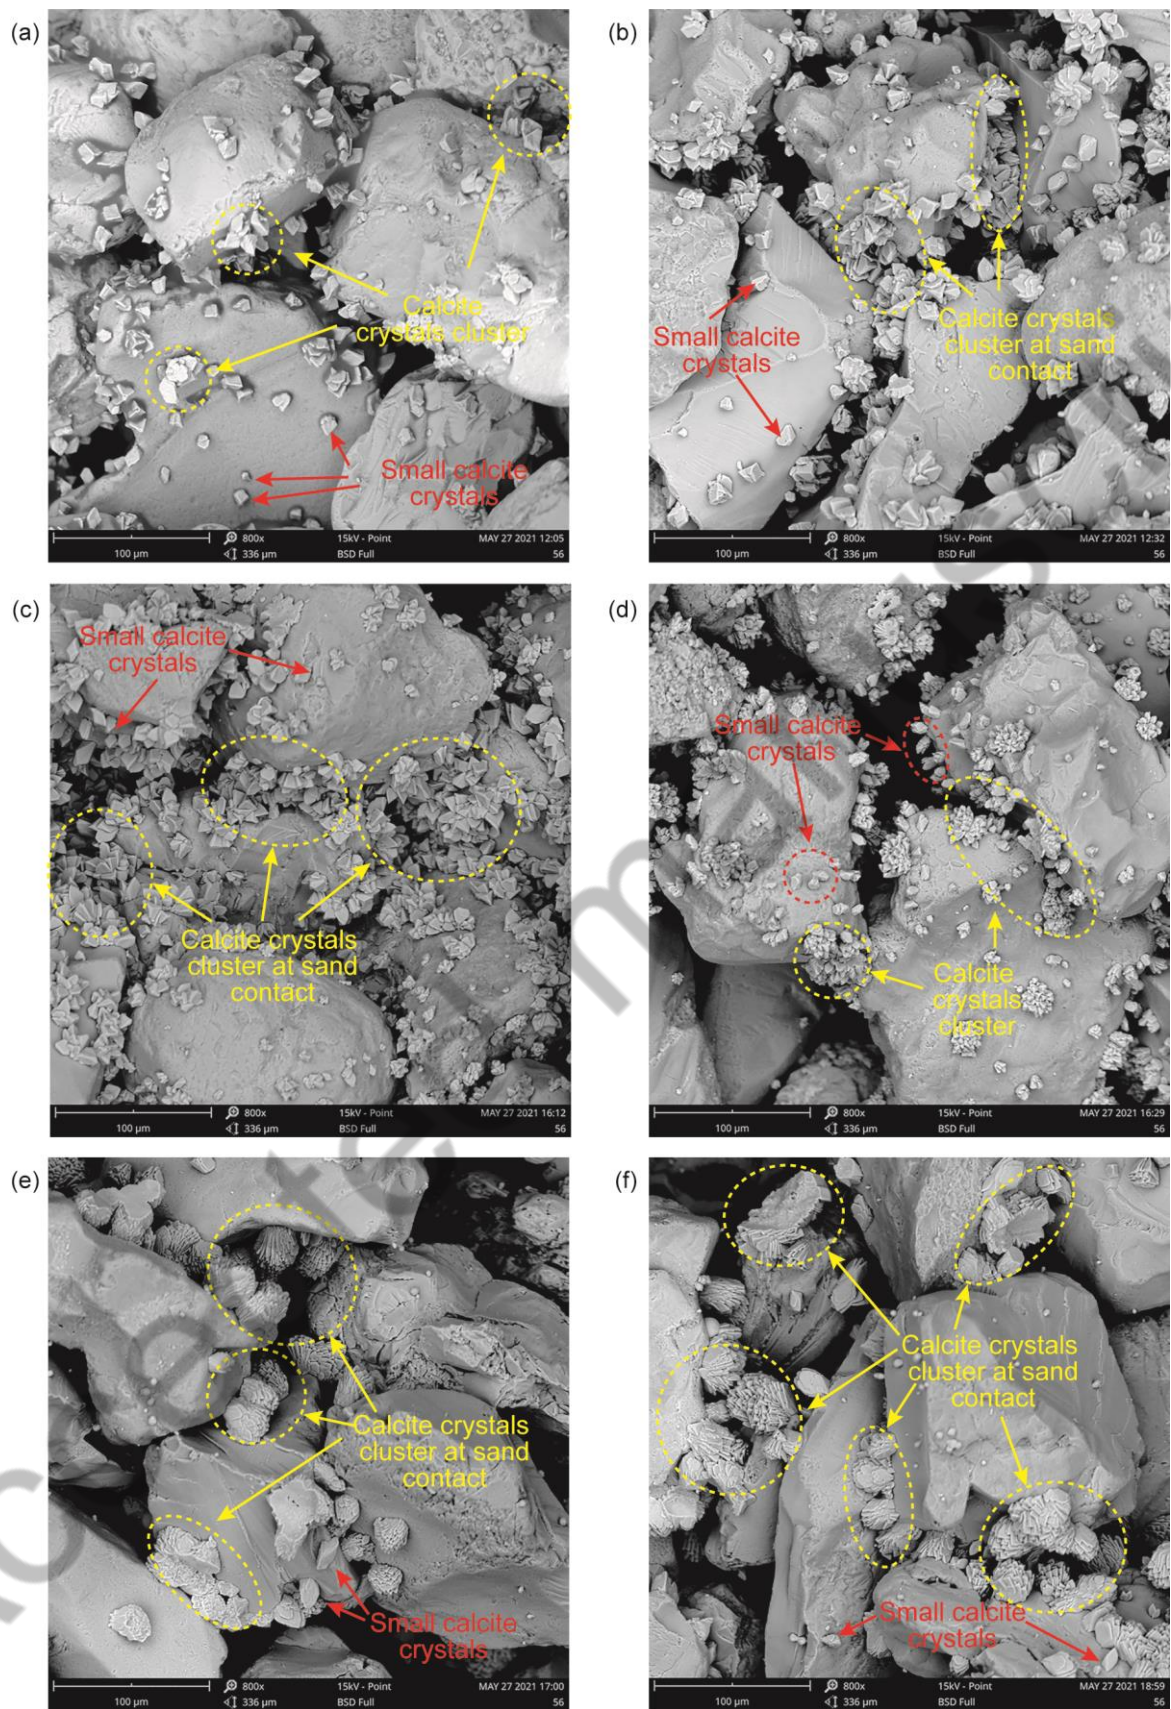 (a)
Calcite
crystals cluster
Small calcite
crystals
100 µm
800x
336 µm
15kV - Point
BSD Full
MAY 27 2021 12:05
56
(b)
Small calcite
crystals
Calcite crystals
cluster at sand
contact
100 µm
800x
336 µm
15kV - Point
BSD Full
MAY 27 2021 12:32
56
(c)
Small calcite
crystals
Calcite crystals
cluster at sand
contact
100 µm
800x
336 µm
15kV - Point
BSD Full
MAY 27 2021 16:12
56
(d)
Small calcite
crystals
Calcite
crystals
cluster
100 µm
800x
336 µm
15kV - Point
BSD Full
MAY 27 2021 16:29
56
(e)
Calcite crystals
cluster at sand
contact
Small calcite
crystals
100 µm
800x
336 µm
15kV - Point
BSD Full
MAY 27 2021 17:00
56
(f)
Calcite crystals
cluster at sand
contact
Small calcite
crystals
100 µm
800x
336 µm
15kV - Point
BSD Full
MAY 27 2021 18:59
56